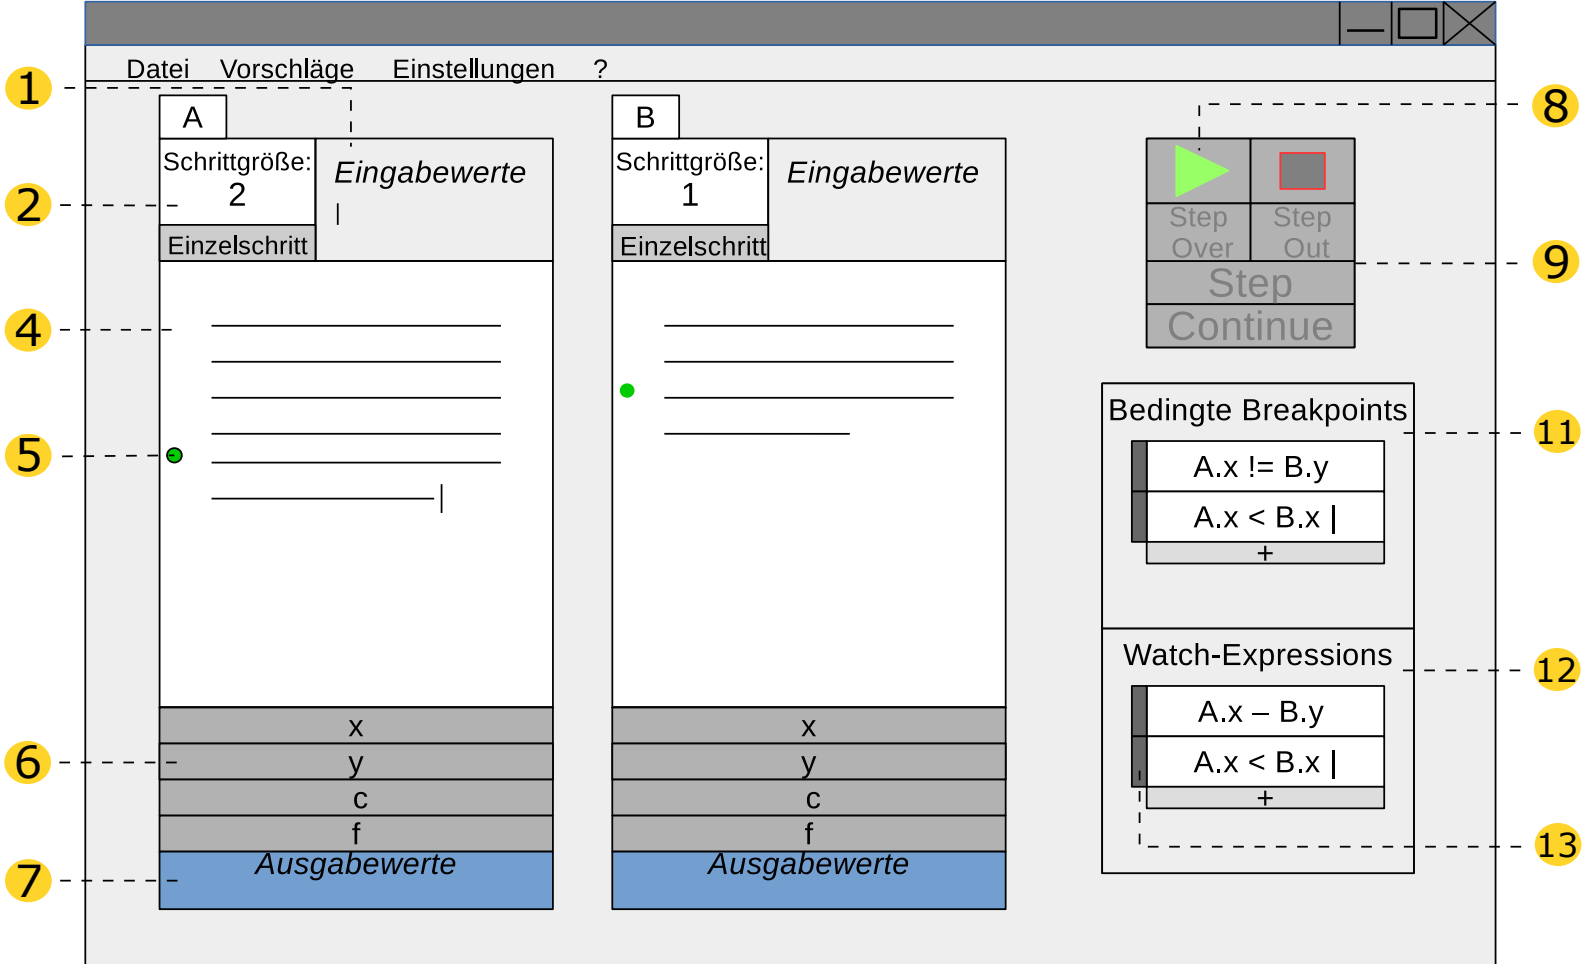 Datei Vorschläge Einstellungen ?
1
A
Schrittgröße:
2
Einzelschritt
Eingabewerte
2
4
5
x
y
c
f
6
Ausgabewerte
7
B
Schrittgröße:
1
Einzelschritt
Eingabewerte
x
y
c
f
Ausgabewerte
8
Step
Over
Step
Out
9
Step
Continue
Bedingte Breakpoints
11
A.x != B.y
A.x < B.x |
+
Watch-Expressions
12
A.x – B.y
A.x < B.x |
+
13